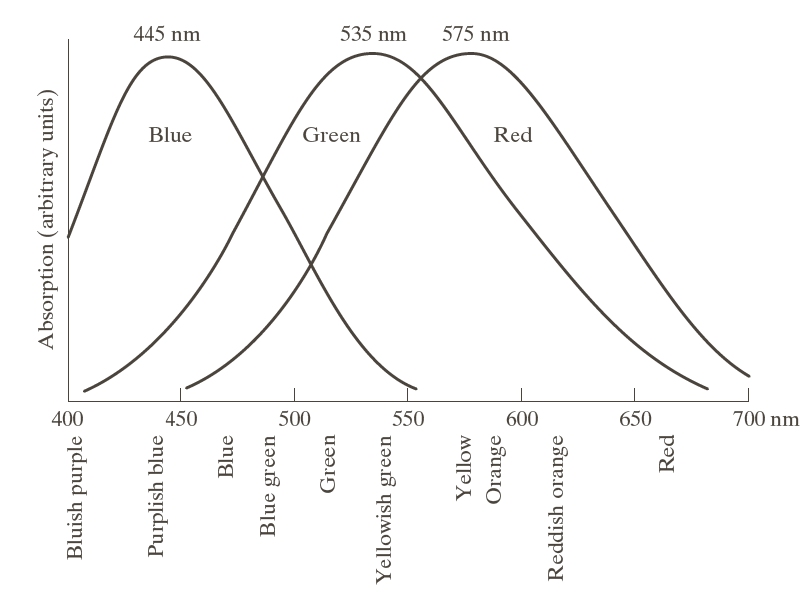 445 nm
535 nm
575 nm
Blue
Green
Red
Absorption (arbitrary units)
400
450
500
550
600
650
700 nm
Bluish purple
Purplish blue
Blue
Blue green
Green
Yellowish green
Yellow
Orange
Reddish orange
Red